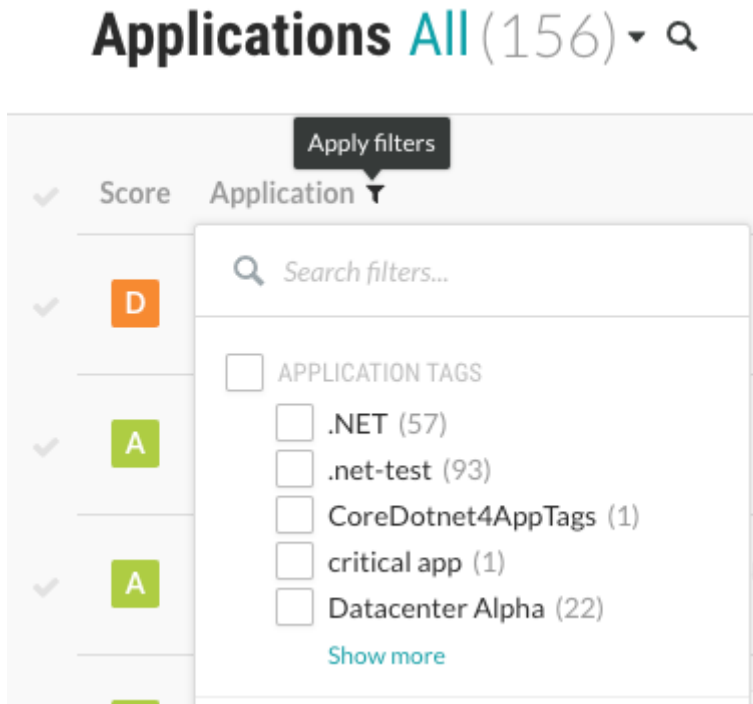 Applications All (156)
Apply filters
Score Application
Search filters...
D
APPLICATION TAGS
.NET (57)
A
.net-test (93)
CoreDotnet4AppTags (1)
critical app (1)
A
Datacenter Alpha (22)
Show more